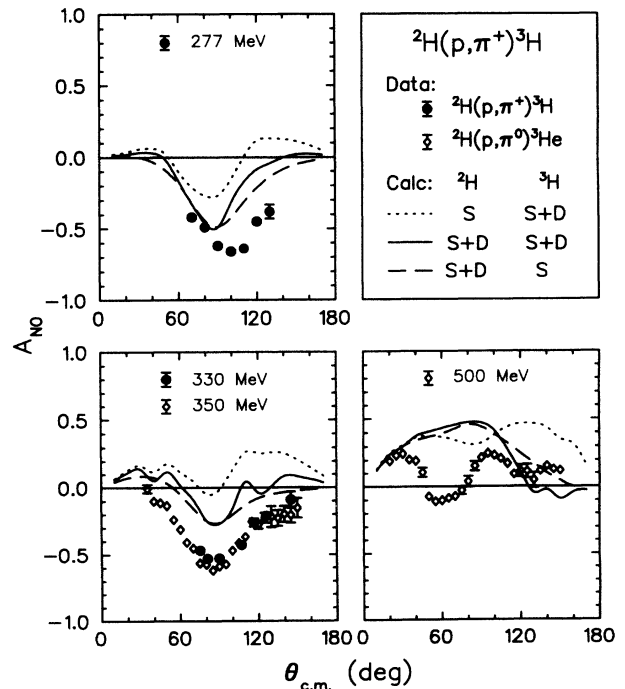 1.0
0.5
0.0
−0.5
−1.0
277 MeV
0 60 120 180
²H(p,π⁺)³H
Data:
²H(p,π⁺)³H
²H(p,π⁰)³He
Calc: ²H ³H
S S+D
S+D S+D
S+D S
A_NO
1.0
0.5
0.0
−0.5
−1.0
330 MeV
350 MeV
0 60 120 180
500 MeV
0 60 120 180
θ_c.m. (deg)